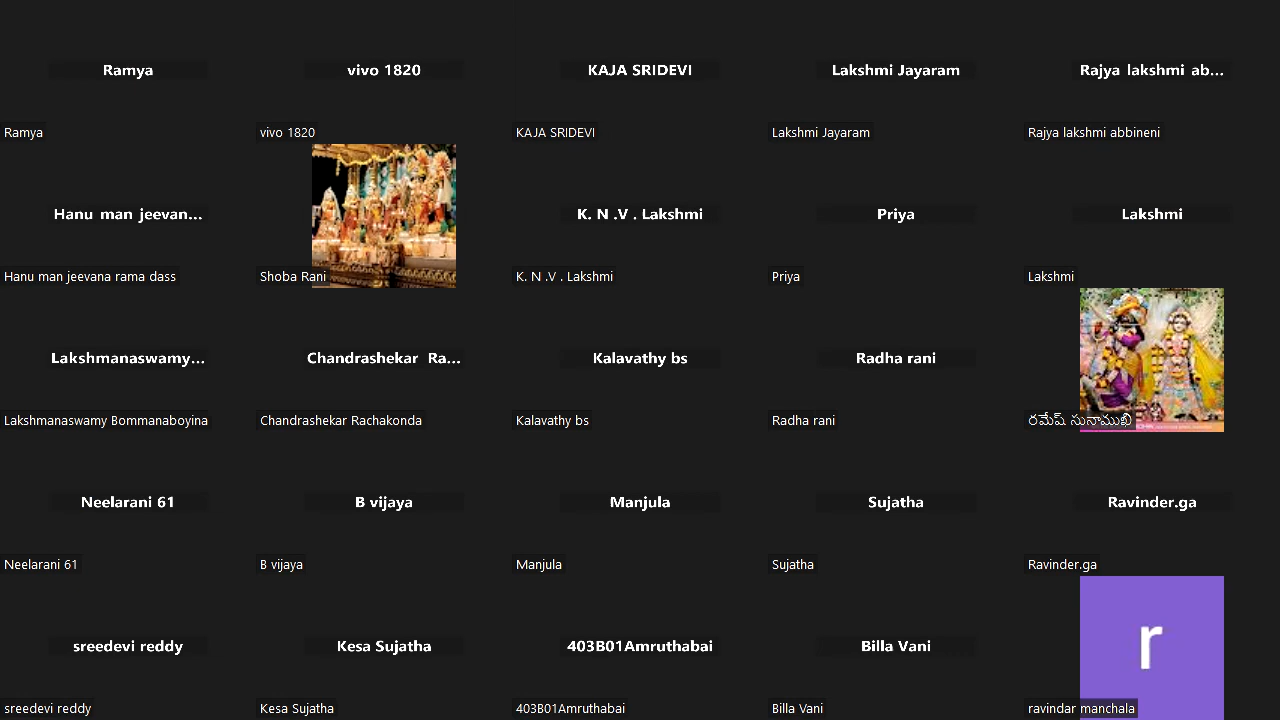 Ramya
vivo 1820
KAJA SRIDEVI
Lakshmi Jayaram
Rajya lakshmi ab...
Ramya
vivo 1820
KAJA SRIDEVI
Lakshmi Jayaram
Rajya lakshmi abbineni
Hanu man jeevan...
K. N .V . Lakshmi
Priya
Lakshmi
Hanu man jeevana rama dass
Shoba Rani
K. N .V . Lakshmi
Priya
Lakshmi
Lakshmanaswamy...
Chandrashekar Ra...
Kalavathy bs
Radha rani
Lakshmanaswamy Bommanaboyina
Chandrashekar Rachakonda
Kalavathy bs
Radha rani
రమేష్ సునాముఖి
Neelarani 61
B vijaya
Manjula
Sujatha
Ravinder.ga
Neelarani 61
B vijaya
Manjula
Sujatha
Ravinder.ga
sreedevi reddy
Kesa Sujatha
403B01Amruthabai
Billa Vani
r
sreedevi reddy
Kesa Sujatha
403B01Amruthabai
Billa Vani
ravindar manchala